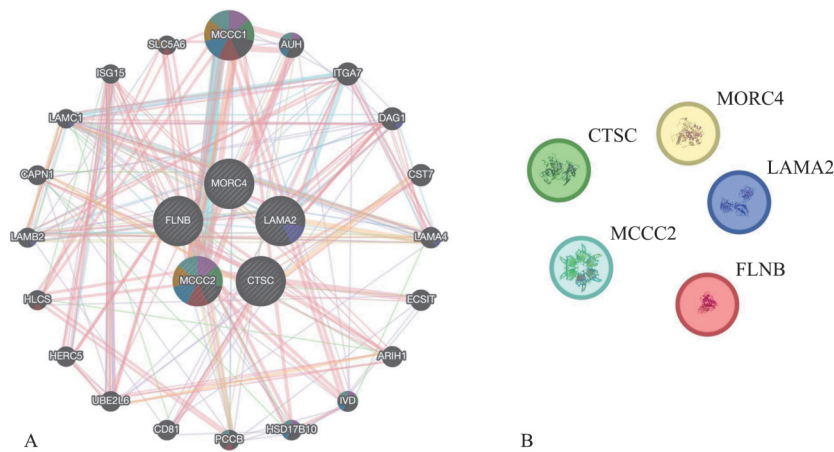 MCCC1
AUH
SLC5A6
ISG15
ITGA7
LAMC1
DAG1
CAPN1
CST7
MORC4
FLNB
LAMA2
LAMB2
LAMA4
MCCC2
CTSC
HLCS
ECSIT
HERC5
ARIH1
UBE2L6
IVD
CD81
PCCB
HSD17B10
A
MORC4
CTSC
LAMA2
MCCC2
FLNB
B